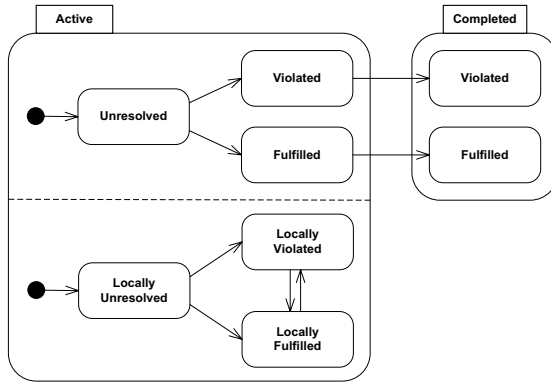 Active
Completed
Violated
Violated
Unresolved
Fulfilled
Fulfilled
Locally
Violated
Locally
Unresolved
Locally
Fulfilled